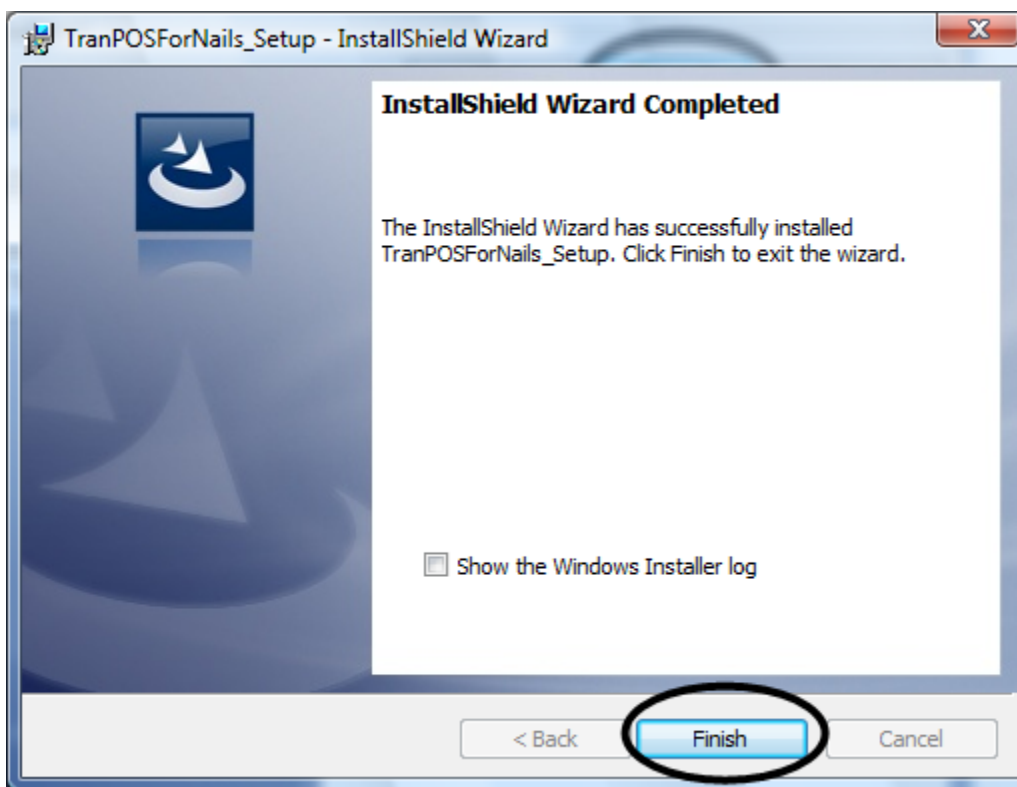 TranPOSForNails_Setup - InstallShield Wizard
InstallShield Wizard Completed
The InstallShield Wizard has successfully installed
TranPOSForNails_Setup. Click Finish to exit the wizard.
Show the Windows Installer log
< Back
Finish
Cancel